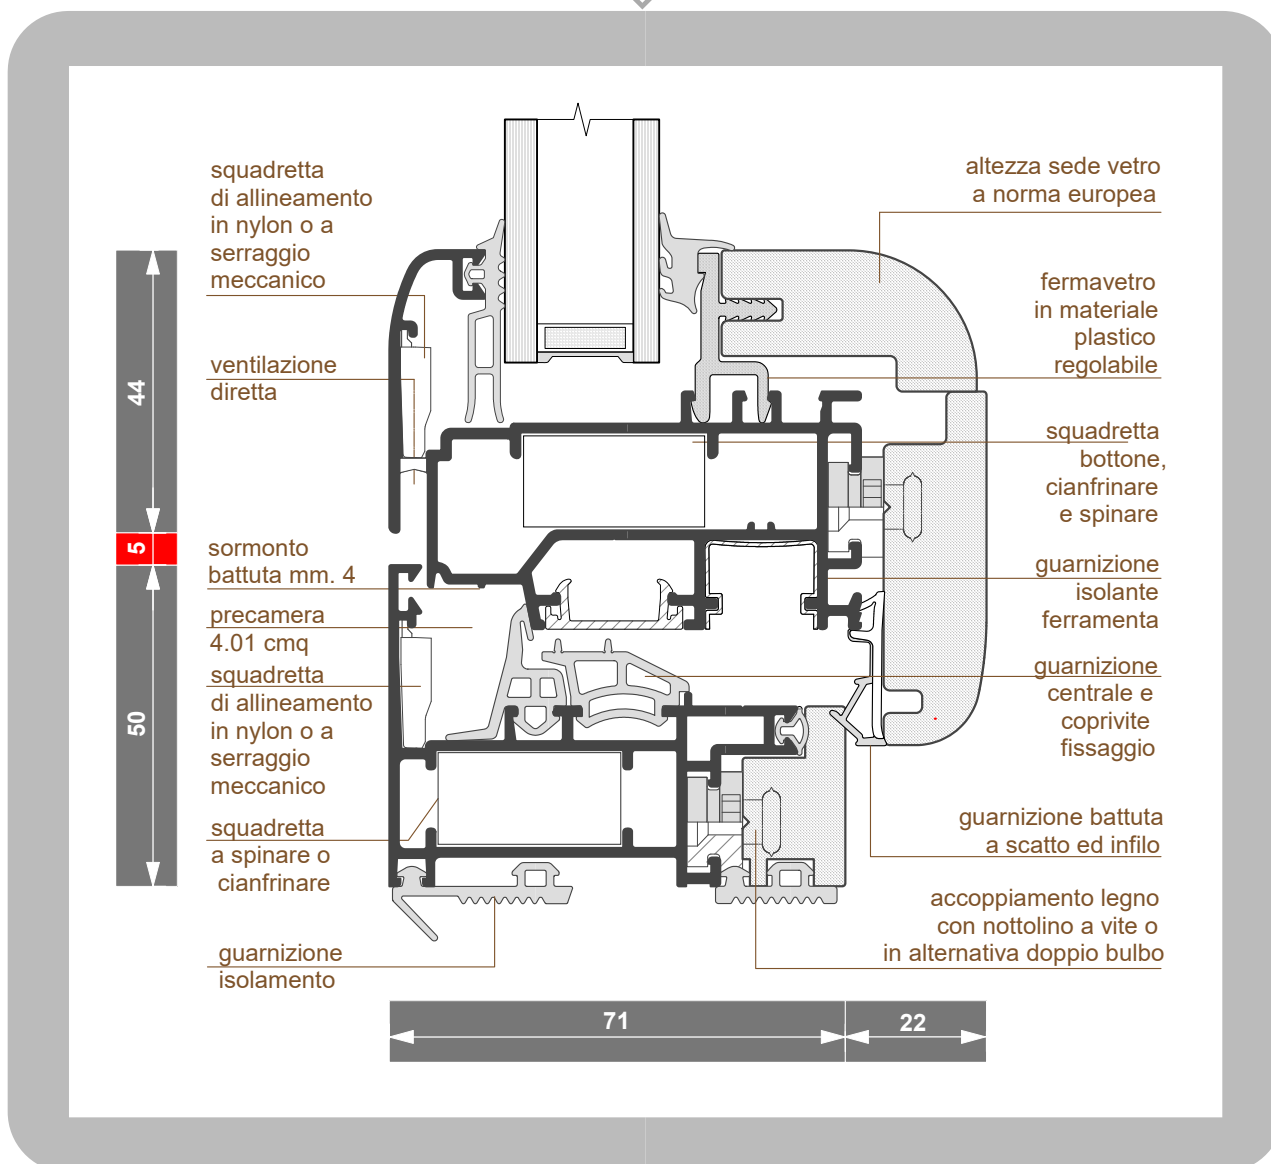 squadretta
di allineamento
in nylon o a
serraggio
meccanico
ventilazione
diretta
sormonto
battuta mm. 4
precamera
4.01 cmq
squadretta
di allineamento
in nylon o a
serraggio
meccanico
squadretta
a spinare o
cianfrinare
guarnizione
isolamento
altezza sede vetro
a norma europea
fermavetro
in materiale
plastico
regolabile
squadretta
bottone,
cianfrinare
e spinare
guarnizione
isolante
ferramenta
guarnizione
centrale e
coprivite
fissaggio
guarnizione battuta
a scatto ed infilo
accoppiamento legno
con nottolino a vite o
in alternativa doppio bulbo
44
5
50
71
22